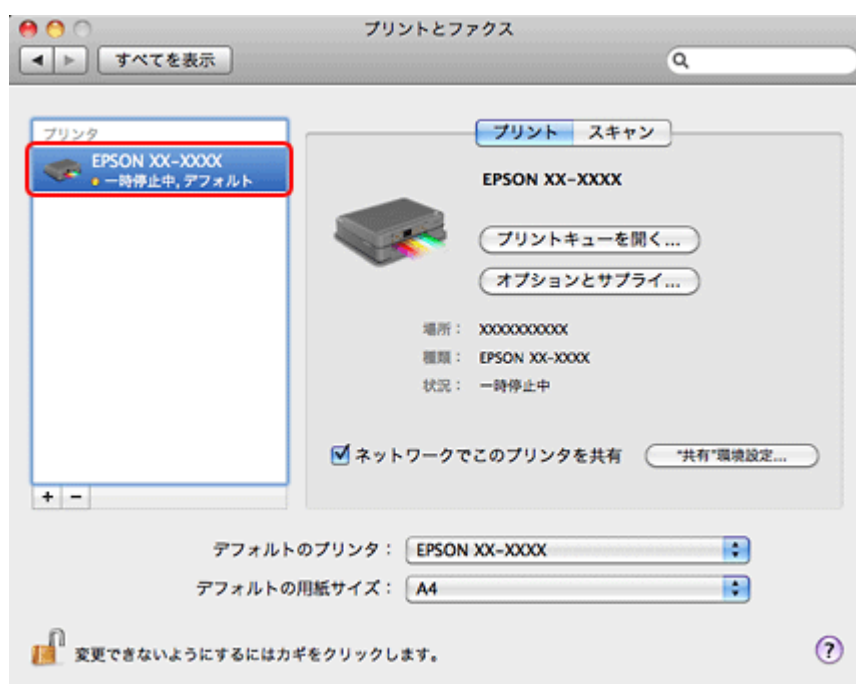 プリントとファクス
すべてを表示
プリンタ
EPSON XX-XXXX
一時停止中, デフォルト
プリント スキャン
EPSON XX-XXXX
プリントキューを開く...
オプションとサプライ...
場所： XXXXXXXXXX
種類： EPSON XX-XXXX
状況： 一時停止中
ネットワークでこのプリンタを共有 “共有”環境設定...
+ −
デフォルトのプリンタ： EPSON XX-XXXX
デフォルトの用紙サイズ： A4
変更できないようにするにはカギをクリックします。 ?